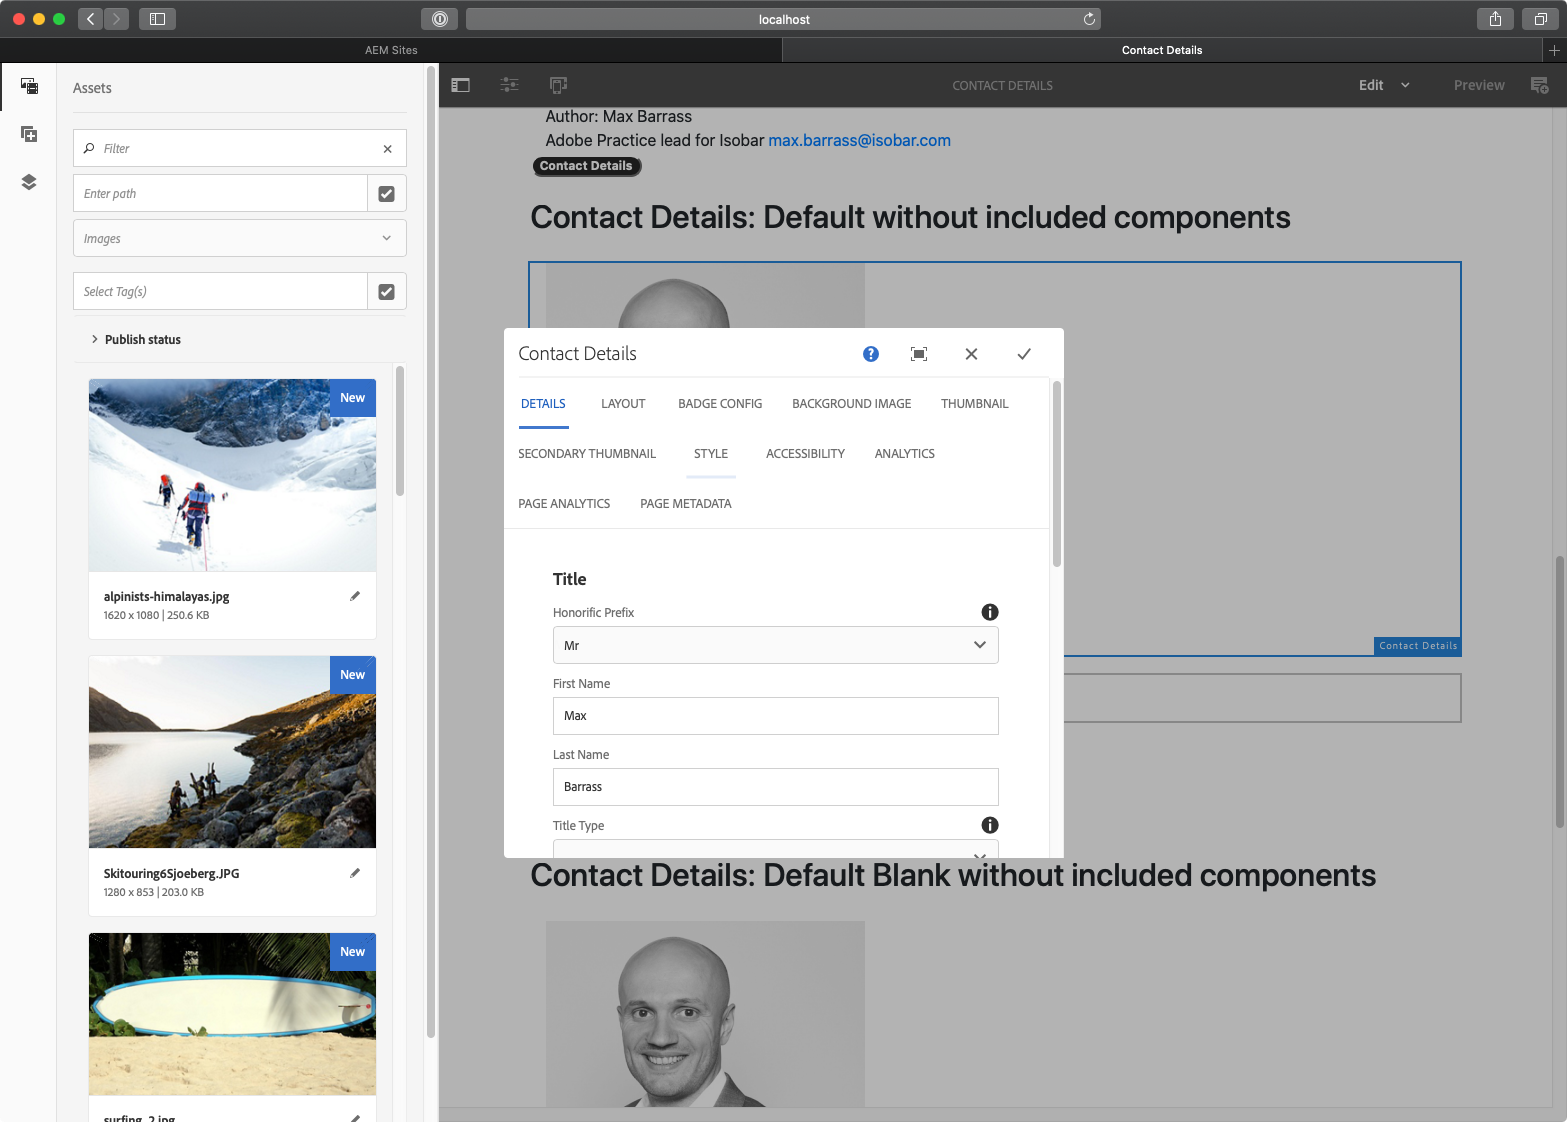 localhost
AEM Sites
Contact Details
Assets
Filter
Enter path
Images
Select Tag(s)
Publish status
New
alpinists-himalayas.jpg
1620 x 1080 | 250.6 KB
New
Skitouring6Sjoeberg.JPG
1280 x 853 | 203.0 KB
New
surfing_2.jpg
CONTACT DETAILS
Edit
Preview
Author: Max Barrass
Adobe Practice lead for Isobar max.barrass@isobar.com
Contact Details
Contact Details: Default without included components
Contact Details
DETAILS
LAYOUT
BADGE CONFIG
BACKGROUND IMAGE
THUMBNAIL
SECONDARY THUMBNAIL
STYLE
ACCESSIBILITY
ANALYTICS
PAGE ANALYTICS
PAGE METADATA
Title
Honorific Prefix
Mr
First Name
Max
Last Name
Barrass
Title Type
Contact Details
Contact Details: Default Blank without included components